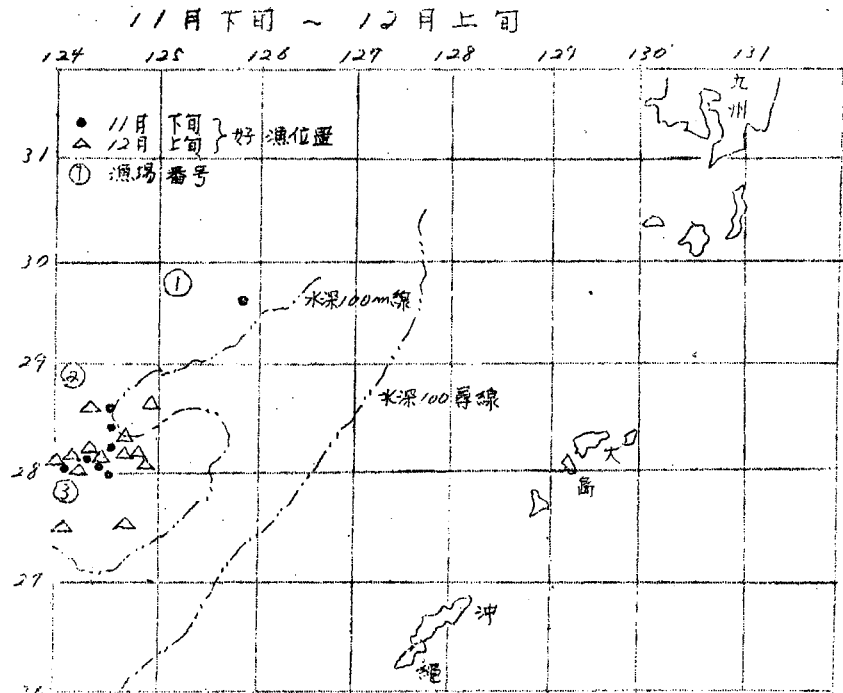 11月下旬 ~ 12月上旬
124 125 126 127 128 129 130 131
九州
● 11月 下旬
△ 12月 上旬 } 好漁位置
① 漁場番号
31
30
①
水深100m線
29
②
水深100尋線
28
③
大島
27
沖縄